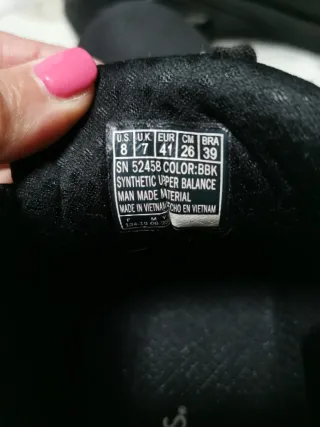 U.S. U.K. EUR CM BRA
8 7 41 26 39
SN 52458 COLOR:BBK
SYNTHETIC UPPER BALANCE
MAN MADE MATERIAL
MADE IN VIETNAM ECHO EN VIETNAM
F M Y
S.